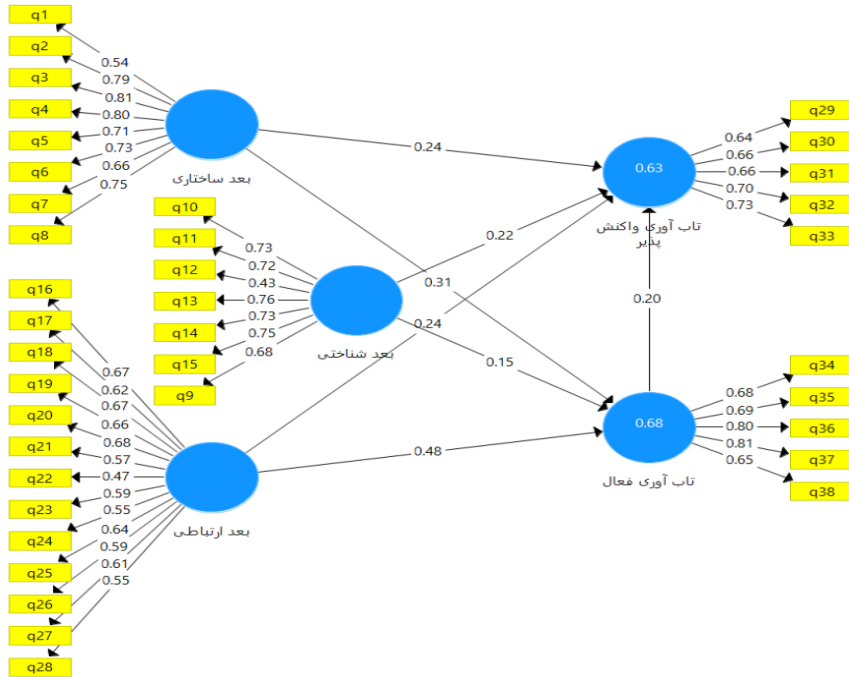 q1
q2
q3
q4
q5
q6
q7
q8
0.54
0.79
0.81
0.80
0.71
0.73
0.66
0.75
بعد ساختاری
q10
q11
q12
q13
q14
q15
q9
0.73
0.72
0.43
0.76
0.73
0.75
0.68
بعد شناختی
q16
q17
q18
q19
q20
q21
q22
q23
q24
q25
q26
q27
q28
0.67
0.62
0.67
0.66
0.68
0.57
0.47
0.59
0.55
0.64
0.59
0.61
0.55
بعد ارتباطی
0.24
0.22
0.31
0.24
0.15
0.48
0.20
0.63
تاب آوری واکنش
پذیر
0.64
0.66
0.66
0.70
0.73
q29
q30
q31
q32
q33
0.68
تاب آوری فعال
0.68
0.69
0.80
0.81
0.65
q34
q35
q36
q37
q38